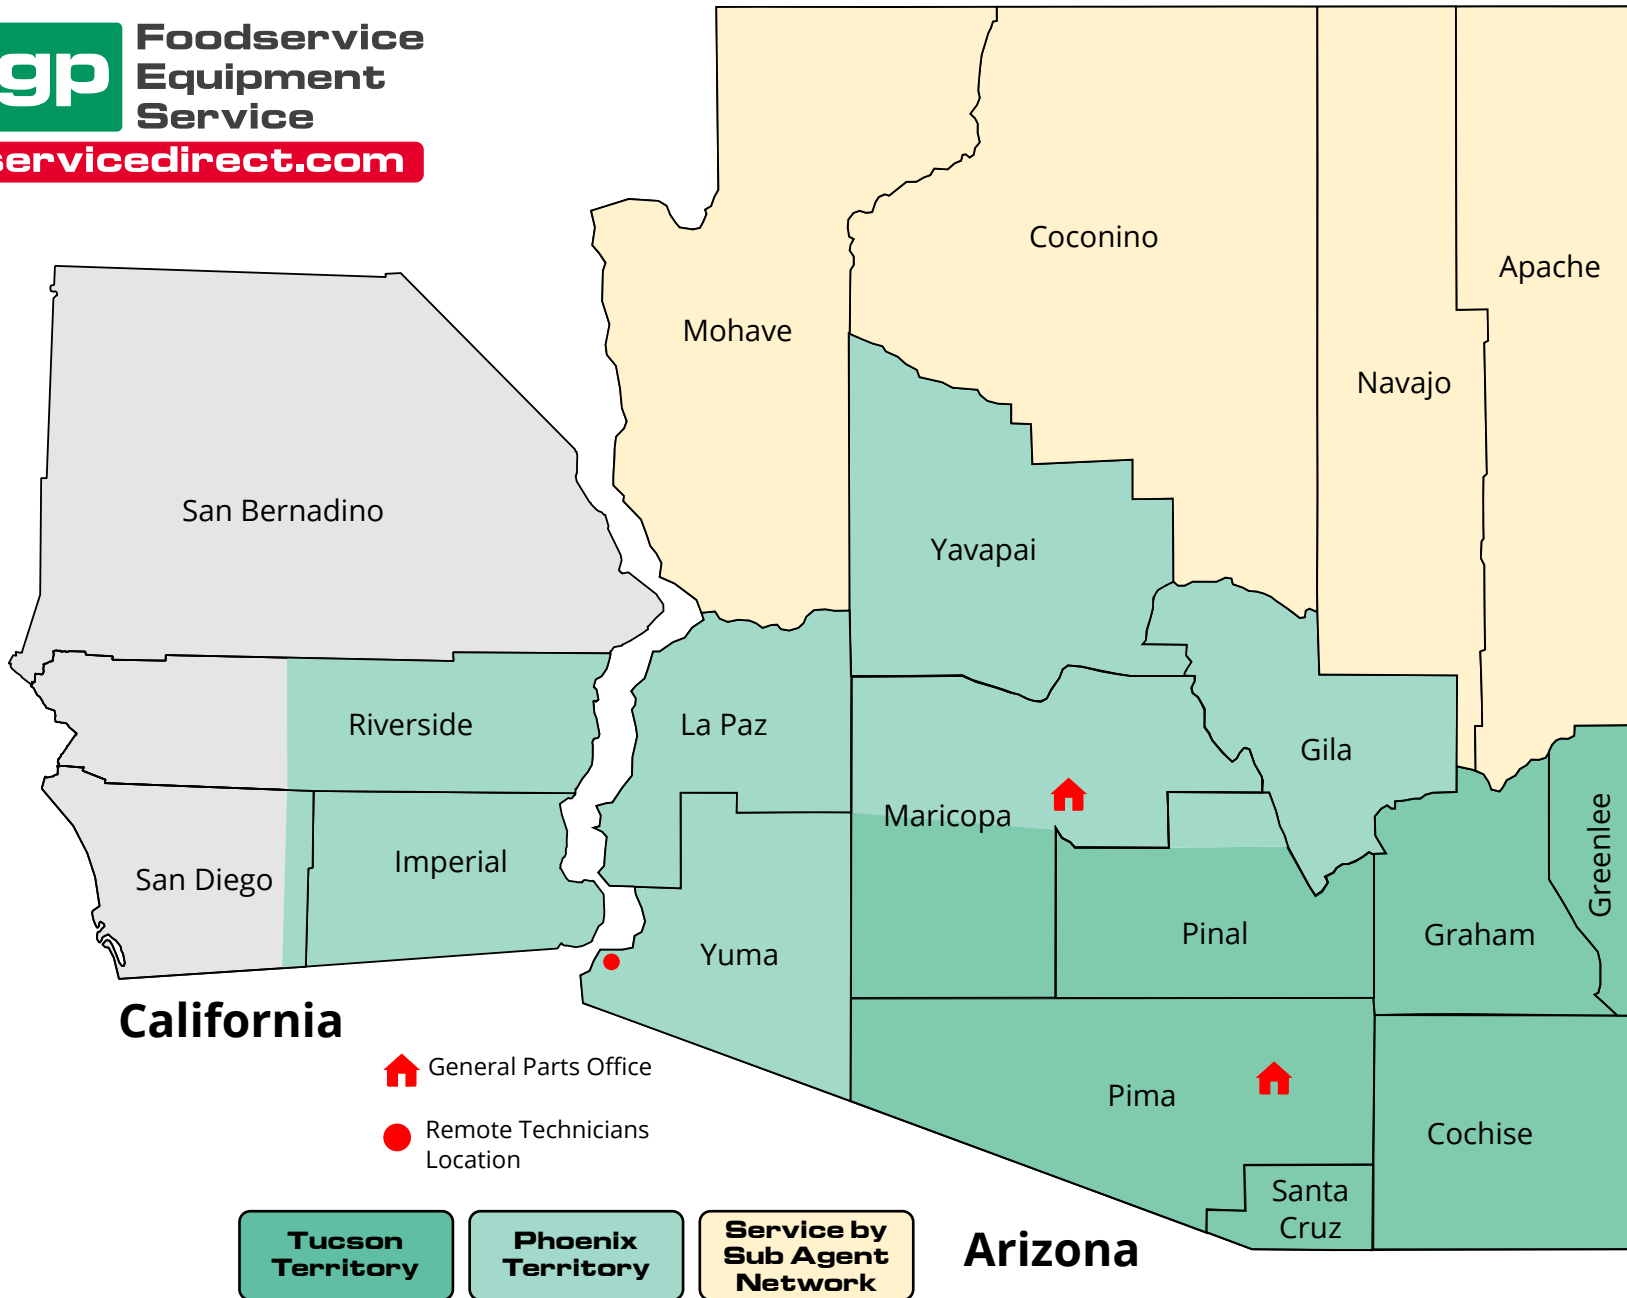 gp
Foodservice
Equipment
Service
servicedirect.com
Coconino
Apache
Mohave
Navajo
San Bernadino
Yavapai
Riverside
La Paz
Gila
Maricopa
Greenlee
Imperial
San Diego
Pinal
Graham
Yuma
California
General Parts Office
Pima
Remote Technicians
Location
Cochise
Santa
Cruz
Tucson
Territory
Phoenix
Territory
Service by
Sub Agent
Network
Arizona